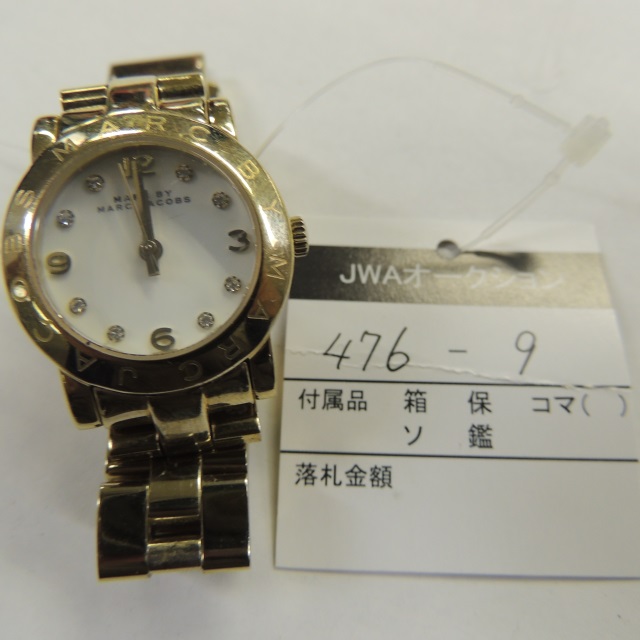 MARC BY
MARC JACOBS
12
3
6
9
MARC BY MARC JACOBS
JWAオークション
476 - 9
付属品 箱 保 コマ( )
ソ 鑑
落札金額